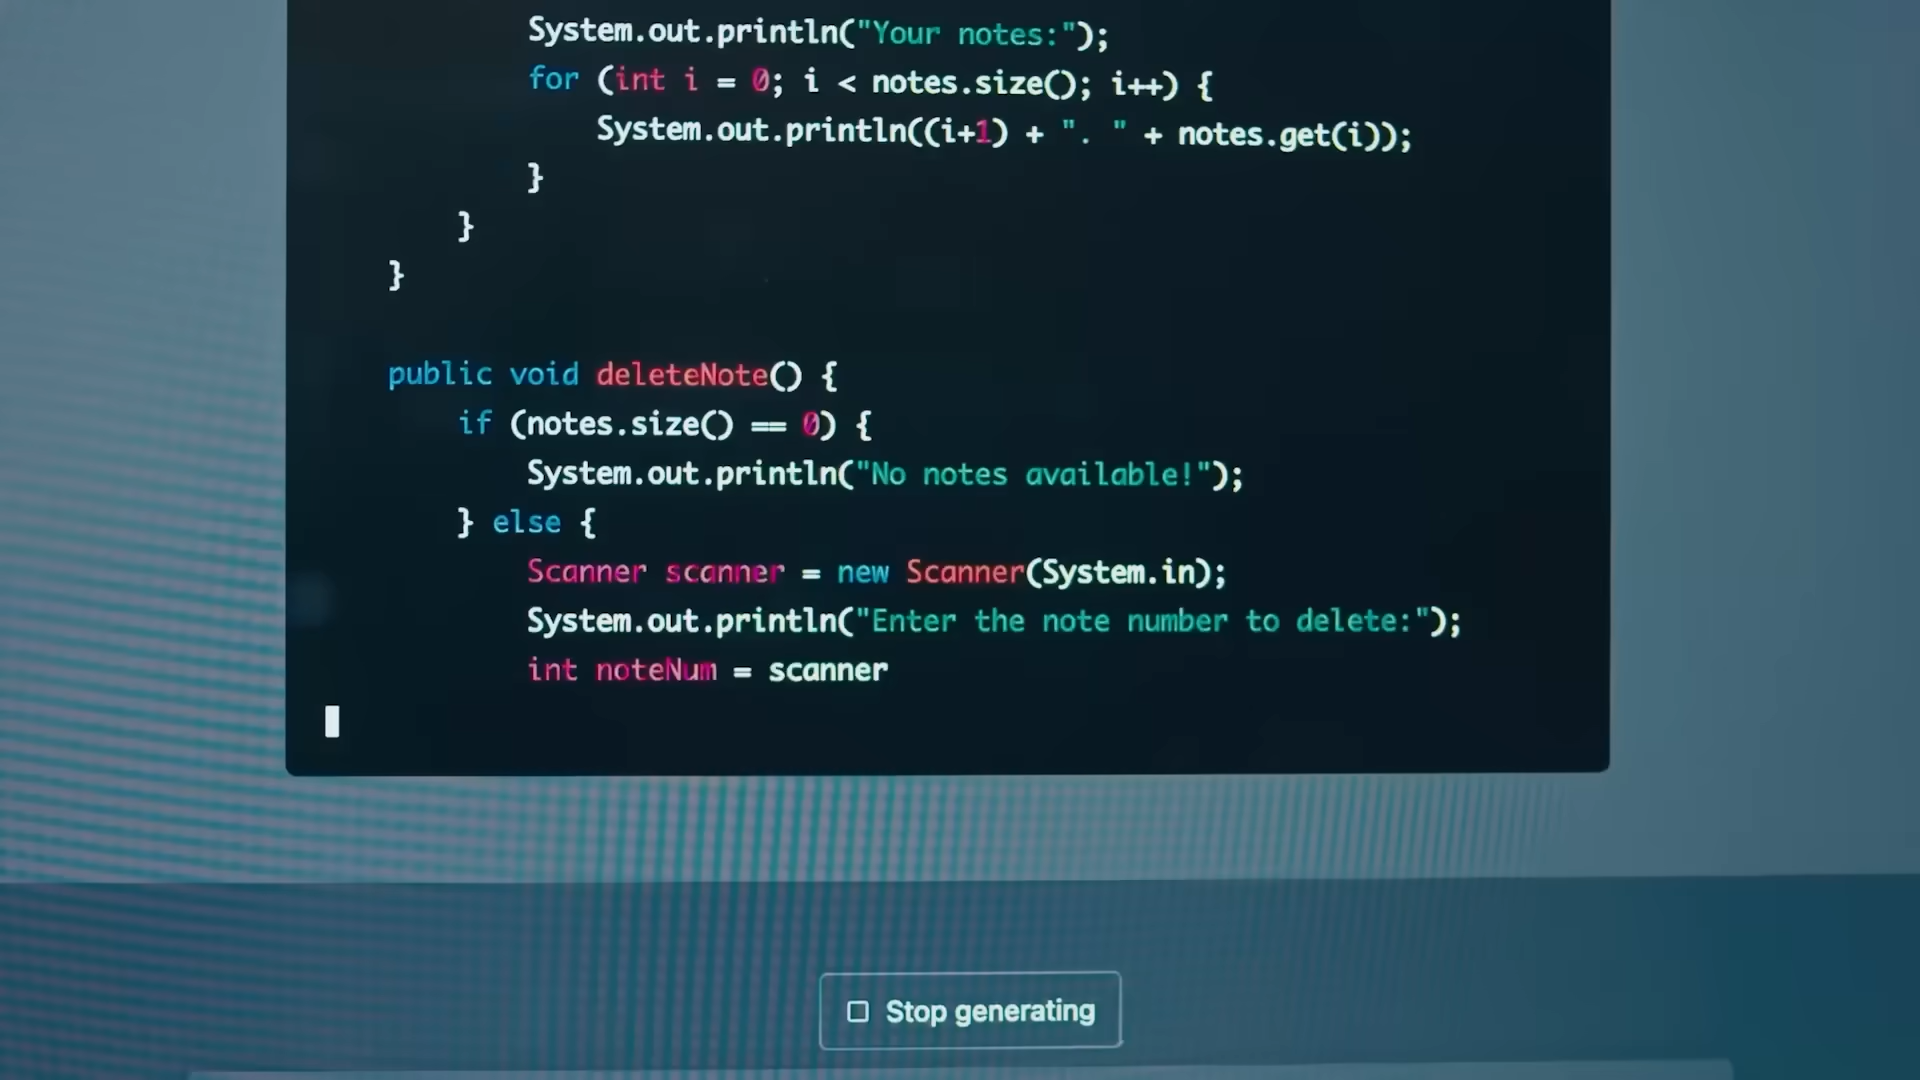 System.out.println("Your notes:");
for (int i = 0; i < notes.size(); i++) {
System.out.println((i+1) + ". " + notes.get(i));
}
}
}
public void deleteNote() {
if (notes.size() == 0) {
System.out.println("No notes available!");
} else {
Scanner scanner = new Scanner(System.in);
System.out.println("Enter the note number to delete:");
int noteNum = scanner
Stop generating